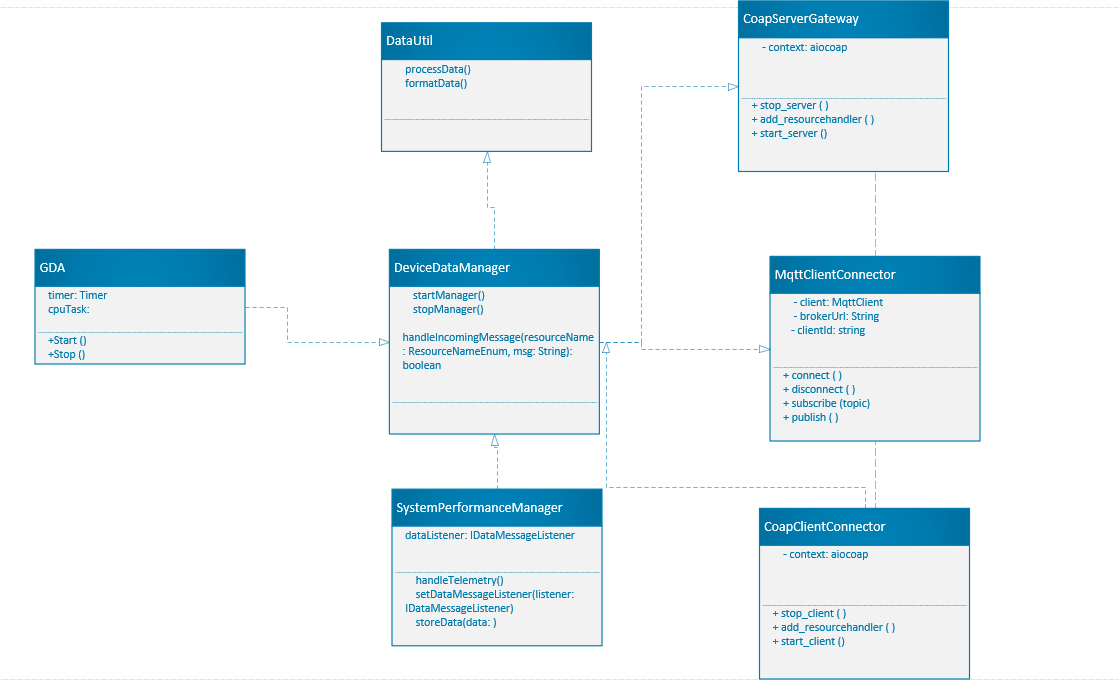 DataUtil
processData()
formatData()
CoapServerGateway
- context: aiocoap
+ stop_server ( )
+ add_resourcehandler ( )
+ start_server ()
GDA
timer: Timer
cpuTask:
+Start ()
+Stop ()
DeviceDataManager
startManager()
stopManager()
handleIncomingMessage(resourceName
: ResourceNameEnum, msg: String):
boolean
MqttClientConnector
- client: MqttClient
- brokerUrl: String
- clientId: string
+ connect ( )
+ disconnect ( )
+ subscribe (topic)
+ publish ( )
SystemPerformanceManager
dataListener: IDataMessageListener
handleTelemetry()
setDataMessageListener(listener:
IDataMessageListener)
storeData(data: )
CoapClientConnector
- context: aiocoap
+ stop_client ( )
+ add_resourcehandler ( )
+ start_client ()